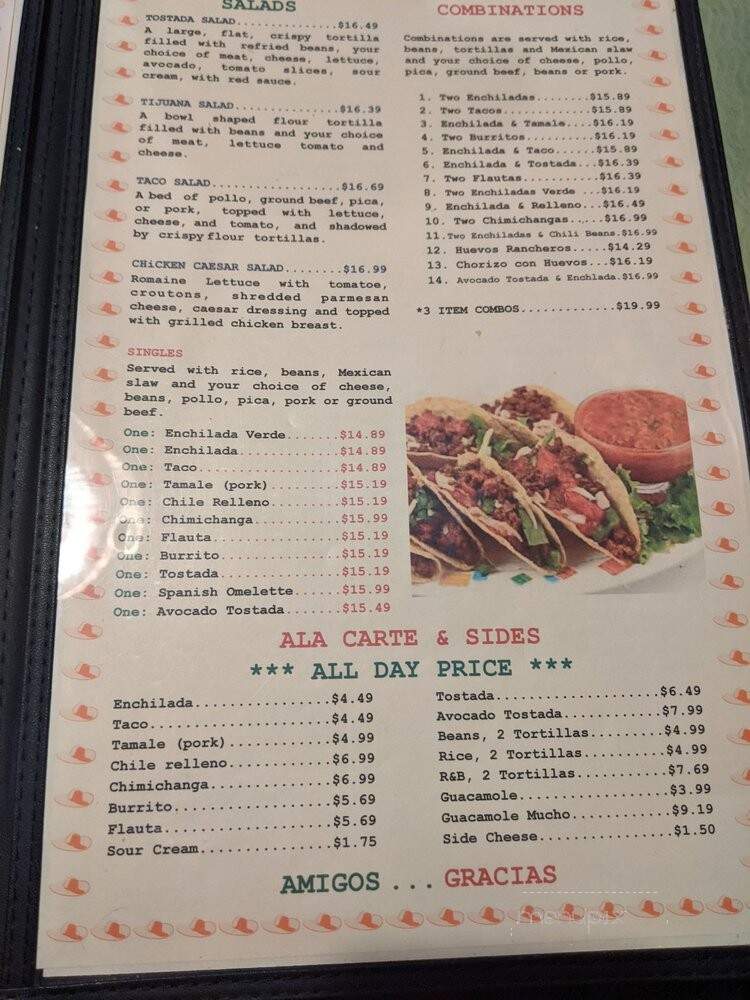 SALADS
TOSTADA SALAD..................$16.49
A large, flat, crispy tortilla
filled with refried beans, your
choice of meat, cheese, lettuce,
avocado, tomato slices, sour
cream, with red sauce.
TIJUANA SALAD..............$16.39
A bowl shaped flour tortilla
filled with beans and your choice
of meat, lettuce tomato and
cheese.
TACO SALAD.................$16.69
A bed of pollo, ground beef, pica,
or pork, topped with lettuce,
cheese, and tomato, and shadowed
by crispy flour tortillas.
CHiCKEN CAESAR SALAD........$16.99
Romaine Lettuce with tomatoe,
croutons, shredded parmesan
cheese, caesar dressing and topped
with grilled chicken breast.
SINGLES
Served with rice, beans, Mexican
slaw and your choice of cheese,
beans, pollo, pica, pork or ground
beef.
One: Enchilada Verde.......$14.89
One: Enchilada.............$14.89
One: Taco..................$14.89
One: Tamale (pork).........$15.19
One: Chile Relleno.........$15.19
One: Chimichanga...........$15.99
One: Flauta................$15.19
One: Burrito...............$15.19
One: Tostada...............$15.19
One: Spanish Omelette......$15.99
One: Avocado Tostada.......$15.49
COMBINATIONS
Combinations are served with rice,
beans, tortillas and Mexican slaw
and your choice of cheese, pollo,
pica, ground beef, beans or pork.
1. Two Enchiladas.......$15.89
2. Two Tacos............$15.89
3. Enchilada & Tamale...$16.19
4. Two Burritos.........$16.19
5. Enchilada & Taco.....$15.89
6. Enchilada & Tostada..$16.39
7. Two Flautas..........$16.39
8. Two Enchiladas Verde ...$16.19
9. Enchilada & Relleno...$16.49
10. Two Chimichangas.....$16.99
11.Two Enchiladas & Chili Beans.$16.99
12. Huevos Rancheros.....$14.29
13. Chorizo con Huevos...$16.19
14. Avocado Tostada & Enchlada.$16.99
*3 ITEM COMBOS............$19.99
ALA CARTE & SIDES
*** ALL DAY PRICE ***
Enchilada................$4.49
Taco.....................$4.49
Tamale (pork)............$4.99
Chile relleno............$6.99
Chimichanga..............$6.99
Burrito..................$5.69
Flauta...................$5.69
Sour Cream...............$1.75
Tostada...................$6.49
Avocado Tostada...........$7.99
Beans, 2 Tortillas........$4.99
Rice, 2 Tortillas.........$4.99
R&B, 2 Tortillas..........$7.69
Guacamole.................$3.99
Guacamole Mucho...........$9.19
Side Cheese...............$1.50
AMIGOS ... GRACIAS
menupix